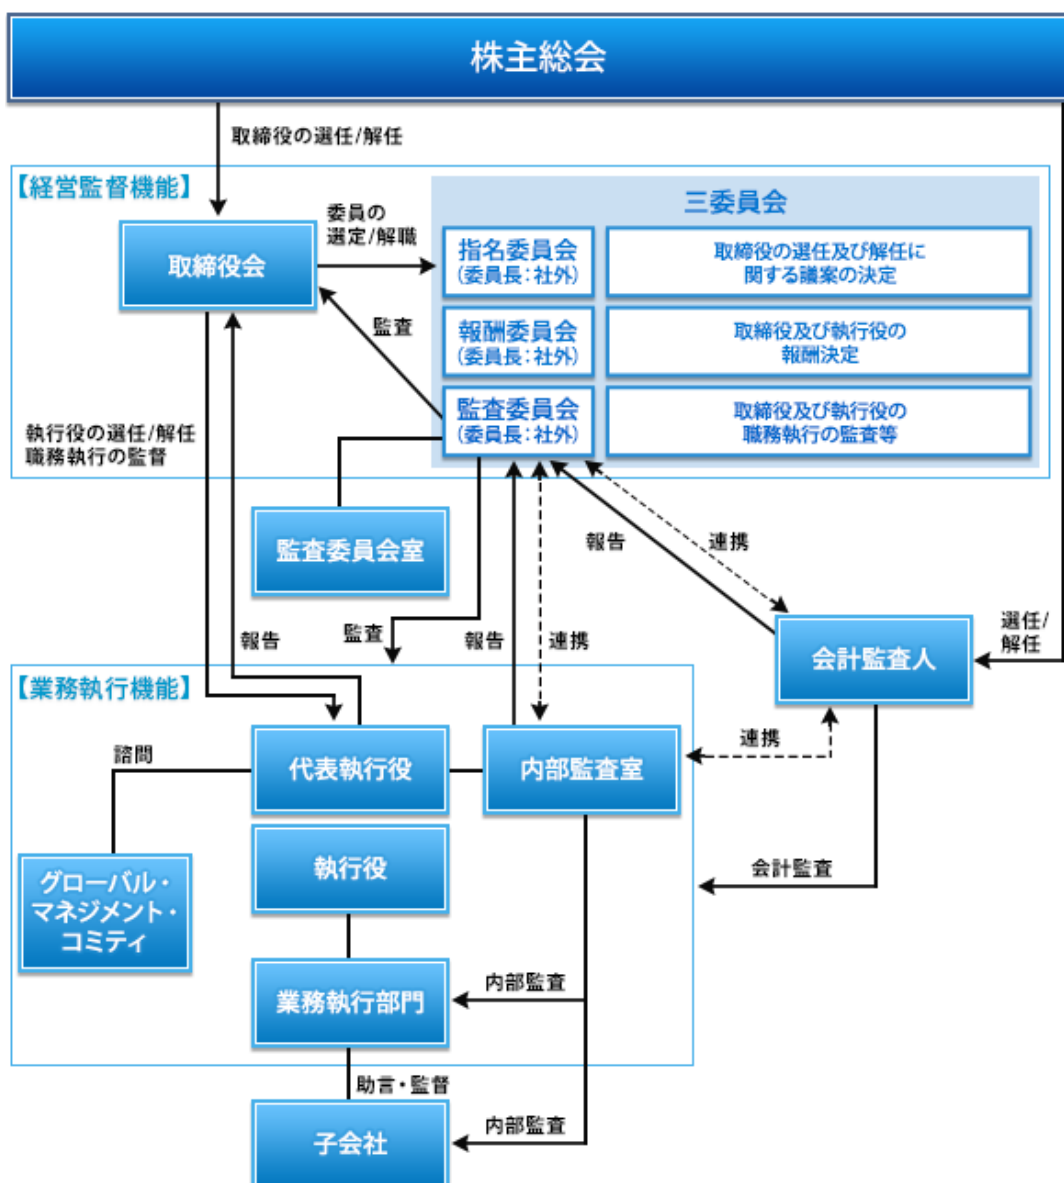 株主総会
取締役の選任/解任
【経営監督機能】
三委員会
委員の
選定/解職
取締役会
指名委員会
(委員長:社外)
取締役の選任及び解任に
関する議案の決定
監査
報酬委員会
(委員長:社外)
取締役及び執行役の
報酬決定
監査委員会
(委員長:社外)
取締役及び執行役の
職務執行の監査等
執行役の選任/解任
職務執行の監督
監査委員会室
報告
連携
選任/
解任
報告
監査
報告
連携
会計監査人
【業務執行機能】
諮問
代表執行役
内部監査室
連携
執行役
会計監査
グローバル・
マネジメント・
コミティ
業務執行部門
内部監査
助言・監督
子会社
内部監査